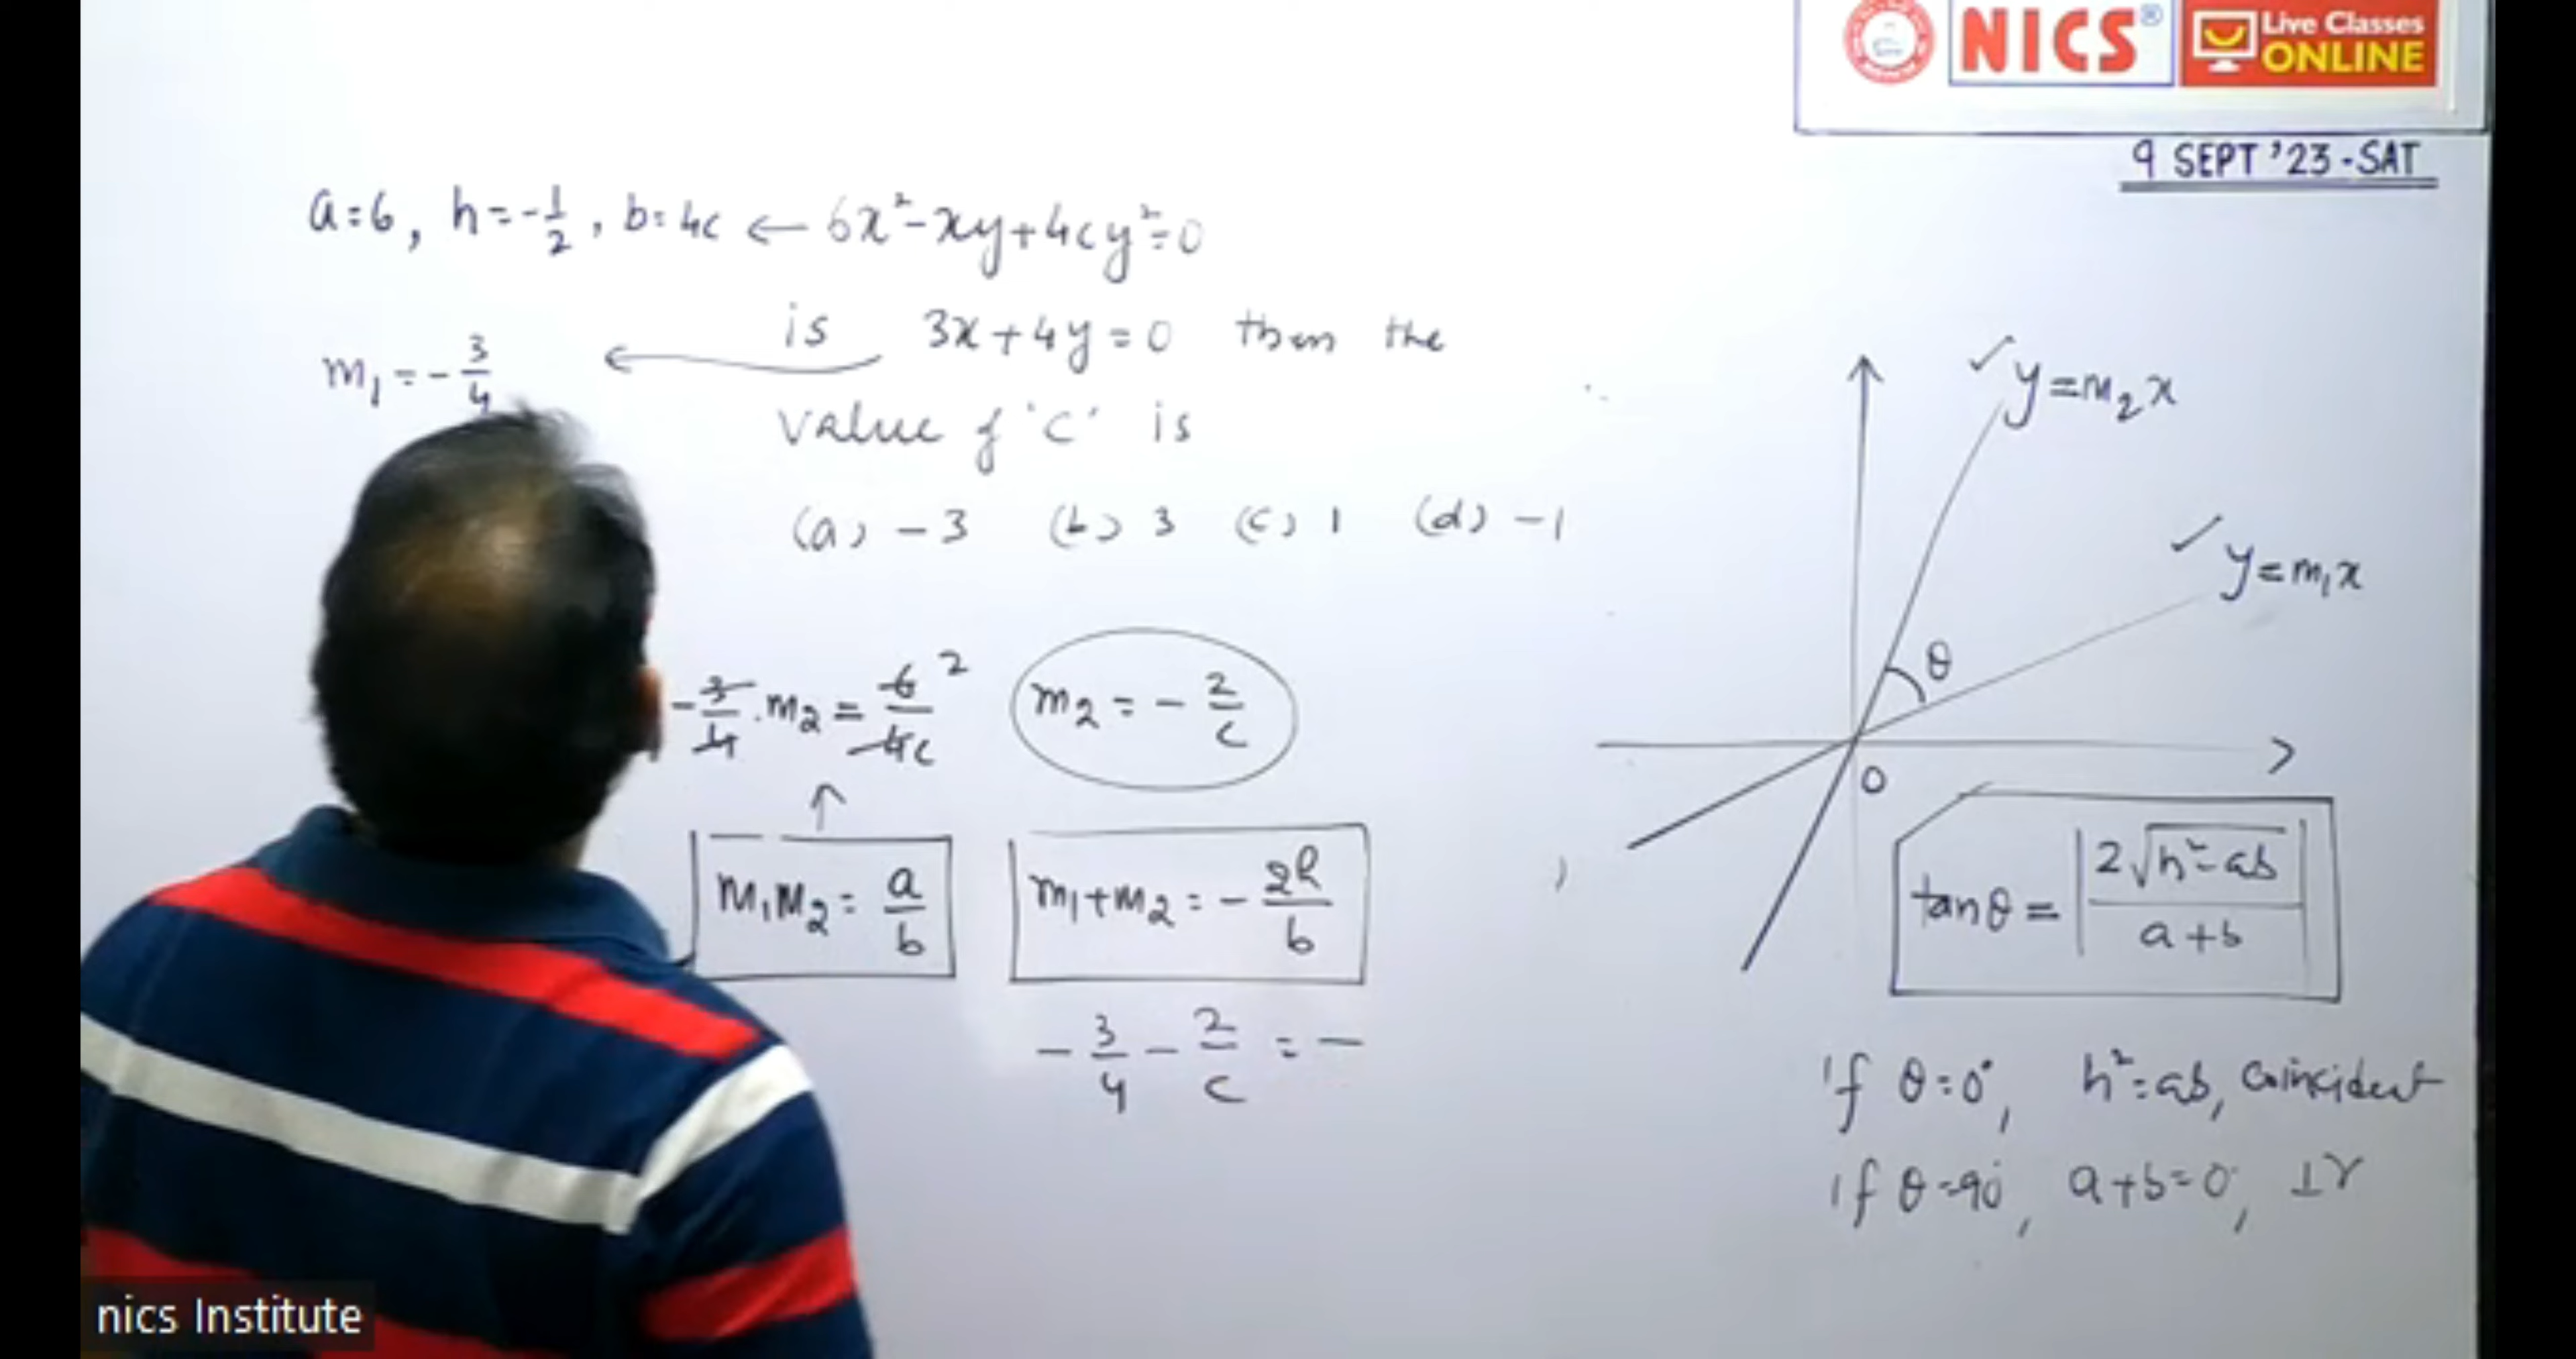 NICS®
Live Classes
ONLINE
9 SEPT '23 - SAT
a=6, h=-1/2, b=4c ← 6x²-xy+4cy²=0
m₁=-3/4 ← is 3x+4y=0 then the
value of 'c' is
(a) -3 (b) 3 (c) 1 (d) -1
-3/4.m₂=6/4c 2
m₂=-2/c
↑
m₁m₂=a/b
m₁+m₂=-2h/b
-3/4-2/c=-
y=m₂x
y=m₁x
θ
0
tanθ=|2√h²-ab/a+b|
if θ=0°, h²=ab, coincident
if θ=90°, a+b=0, ⊥r
nics Institute